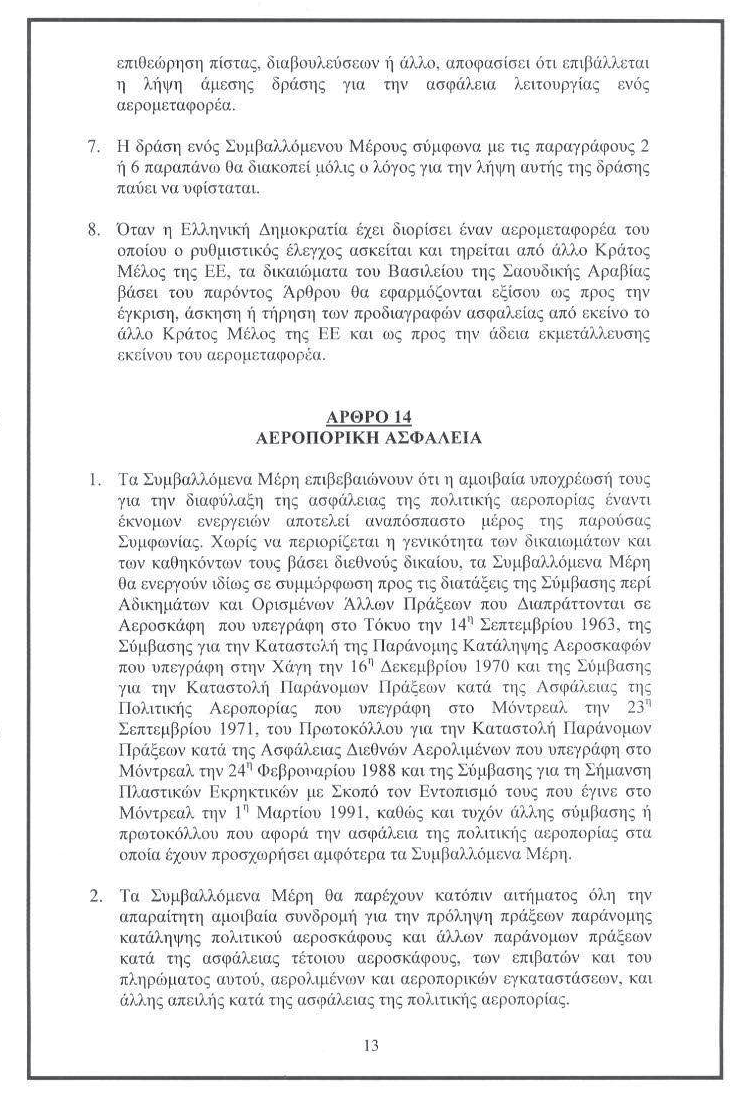 επιθεώρηση πίστας, διαβουλεύσεων ή άλλο, αποφασίσει ότι επιβάλλεται
η λήψη άμεσης δράσης για την ασφάλεια λειτουργίας ενός
αερομεταφορέα.
7. Η δράση ενός Συμβαλλόμενου Μέρους σύμφωνα με τις παραγράφους 2
ή 6 παραπάνω θα διακοπεί μόλις ο λόγος για την λήψη αυτής της δράσης
παύει να υφίσταται.
8. Όταν η Ελληνική Δημοκρατία έχει διορίσει έναν αερομεταφορέα του
οποίου ο ρυθμιστικός έλεγχος ασκείται και τηρείται από άλλο Κράτος
Μέλος της ΕΕ, τα δικαιώματα του Βασιλείου της Σαουδικής Αραβίας
βάσει του παρόντος Άρθρου θα εφαρμόζονται εξίσου ως προς την
έγκριση, άσκηση ή τήρηση των προδιαγραφών ασφαλείας από εκείνο το
άλλο Κράτος Μέλος της ΕΕ και ως προς την άδεια εκμετάλλευσης
εκείνου του αερομεταφορέα.
ΑΡΘΡΟ 14
ΑΕΡΟΠΟΡΙΚΗ ΑΣΦΑΛΕΙΑ
1. Τα Συμβαλλόμενα Μέρη επιβεβαιώνουν ότι η αμοιβαία υποχρέωσή τους
για την διαφύλαξη της ασφάλειας της πολιτικής αεροπορίας έναντι
έκνομων ενεργειών αποτελεί αναπόσπαστο μέρος της παρούσας
Συμφωνίας. Χωρίς να περιορίζεται η γενικότητα των δικαιωμάτων και
των καθηκόντων τους βάσει διεθνούς δικαίου, τα Συμβαλλόμενα Μέρη
θα ενεργούν ιδίως σε συμμόρφωση προς τις διατάξεις της Σύμβασης περί
Αδικημάτων και Ορισμένων Άλλων Πράξεων που Διαπράττονται σε
Αεροσκάφη που υπεγράφη στο Τόκυο την 14η Σεπτεμβρίου 1963, της
Σύμβασης για την Καταστολή της Παράνομης Κατάληψης Αεροσκαφών
που υπεγράφη στην Χάγη την 16η Δεκεμβρίου 1970 και της Σύμβασης
για την Καταστολή Παράνομων Πράξεων κατά της Ασφάλειας της
Πολιτικής Αεροπορίας που υπεγράφη στο Μόντρεαλ την 23η
Σεπτεμβρίου 1971, του Πρωτοκόλλου για την Καταστολή Παράνομων
Πράξεων κατά της Ασφάλειας Διεθνών Αερολιμένων που υπεγράφη στο
Μόντρεαλ την 24η Φεβρουαρίου 1988 και της Σύμβασης για τη Σήμανση
Πλαστικών Εκρηκτικών με Σκοπό τον Εντοπισμό τους που έγινε στο
Μόντρεαλ την 1η Μαρτίου 1991, καθώς και τυχόν άλλης σύμβασης ή
πρωτοκόλλου που αφορά την ασφάλεια της πολιτικής αεροπορίας στα
οποία έχουν προσχωρήσει αμφότερα τα Συμβαλλόμενα Μέρη.
2. Τα Συμβαλλόμενα Μέρη θα παρέχουν κατόπιν αιτήματος όλη την
απαραίτητη αμοιβαία συνδρομή για την πρόληψη πράξεων παράνομης
κατάληψης πολιτικού αεροσκάφους και άλλων παράνομων πράξεων
κατά της ασφάλειας τέτοιου αεροσκάφους, των επιβατών και του
πληρώματος αυτού, αερολιμένων και αεροπορικών εγκαταστάσεων, και
άλλης απειλής κατά της ασφάλειας της πολιτικής αεροπορίας.
13